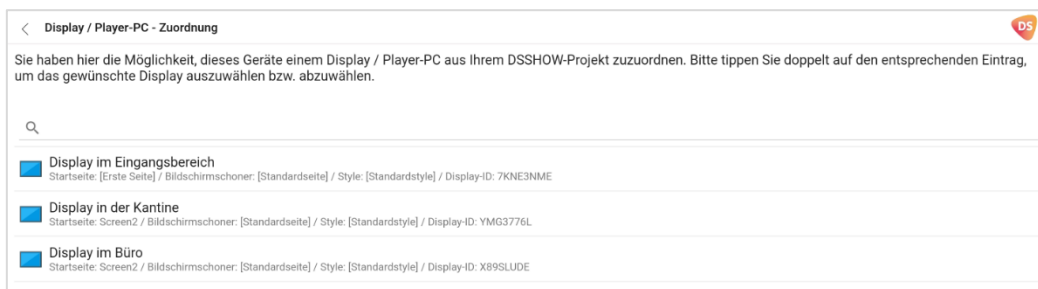 Display / Player-PC - Zuordnung
DS
Sie haben hier die Möglichkeit, dieses Geräte einem Display / Player-PC aus Ihrem DSSHOW-Projekt zuzuordnen. Bitte tippen Sie doppelt auf den entsprechenden Eintrag,
um das gewünschte Display auszuwählen bzw. abzuwählen.
Display im Eingangsbereich
Startseite: [Erste Seite] / Bildschirmschoner: [Standardseite] / Style: [Standardstyle] / Display-ID: 7KNE3NME
Display in der Kantine
Startseite: Screen2 / Bildschirmschoner: [Standardseite] / Style: [Standardstyle] / Display-ID: YMG3776L
Display im Büro
Startseite: Screen2 / Bildschirmschoner: [Standardseite] / Style: [Standardstyle] / Display-ID: X89SLUDE